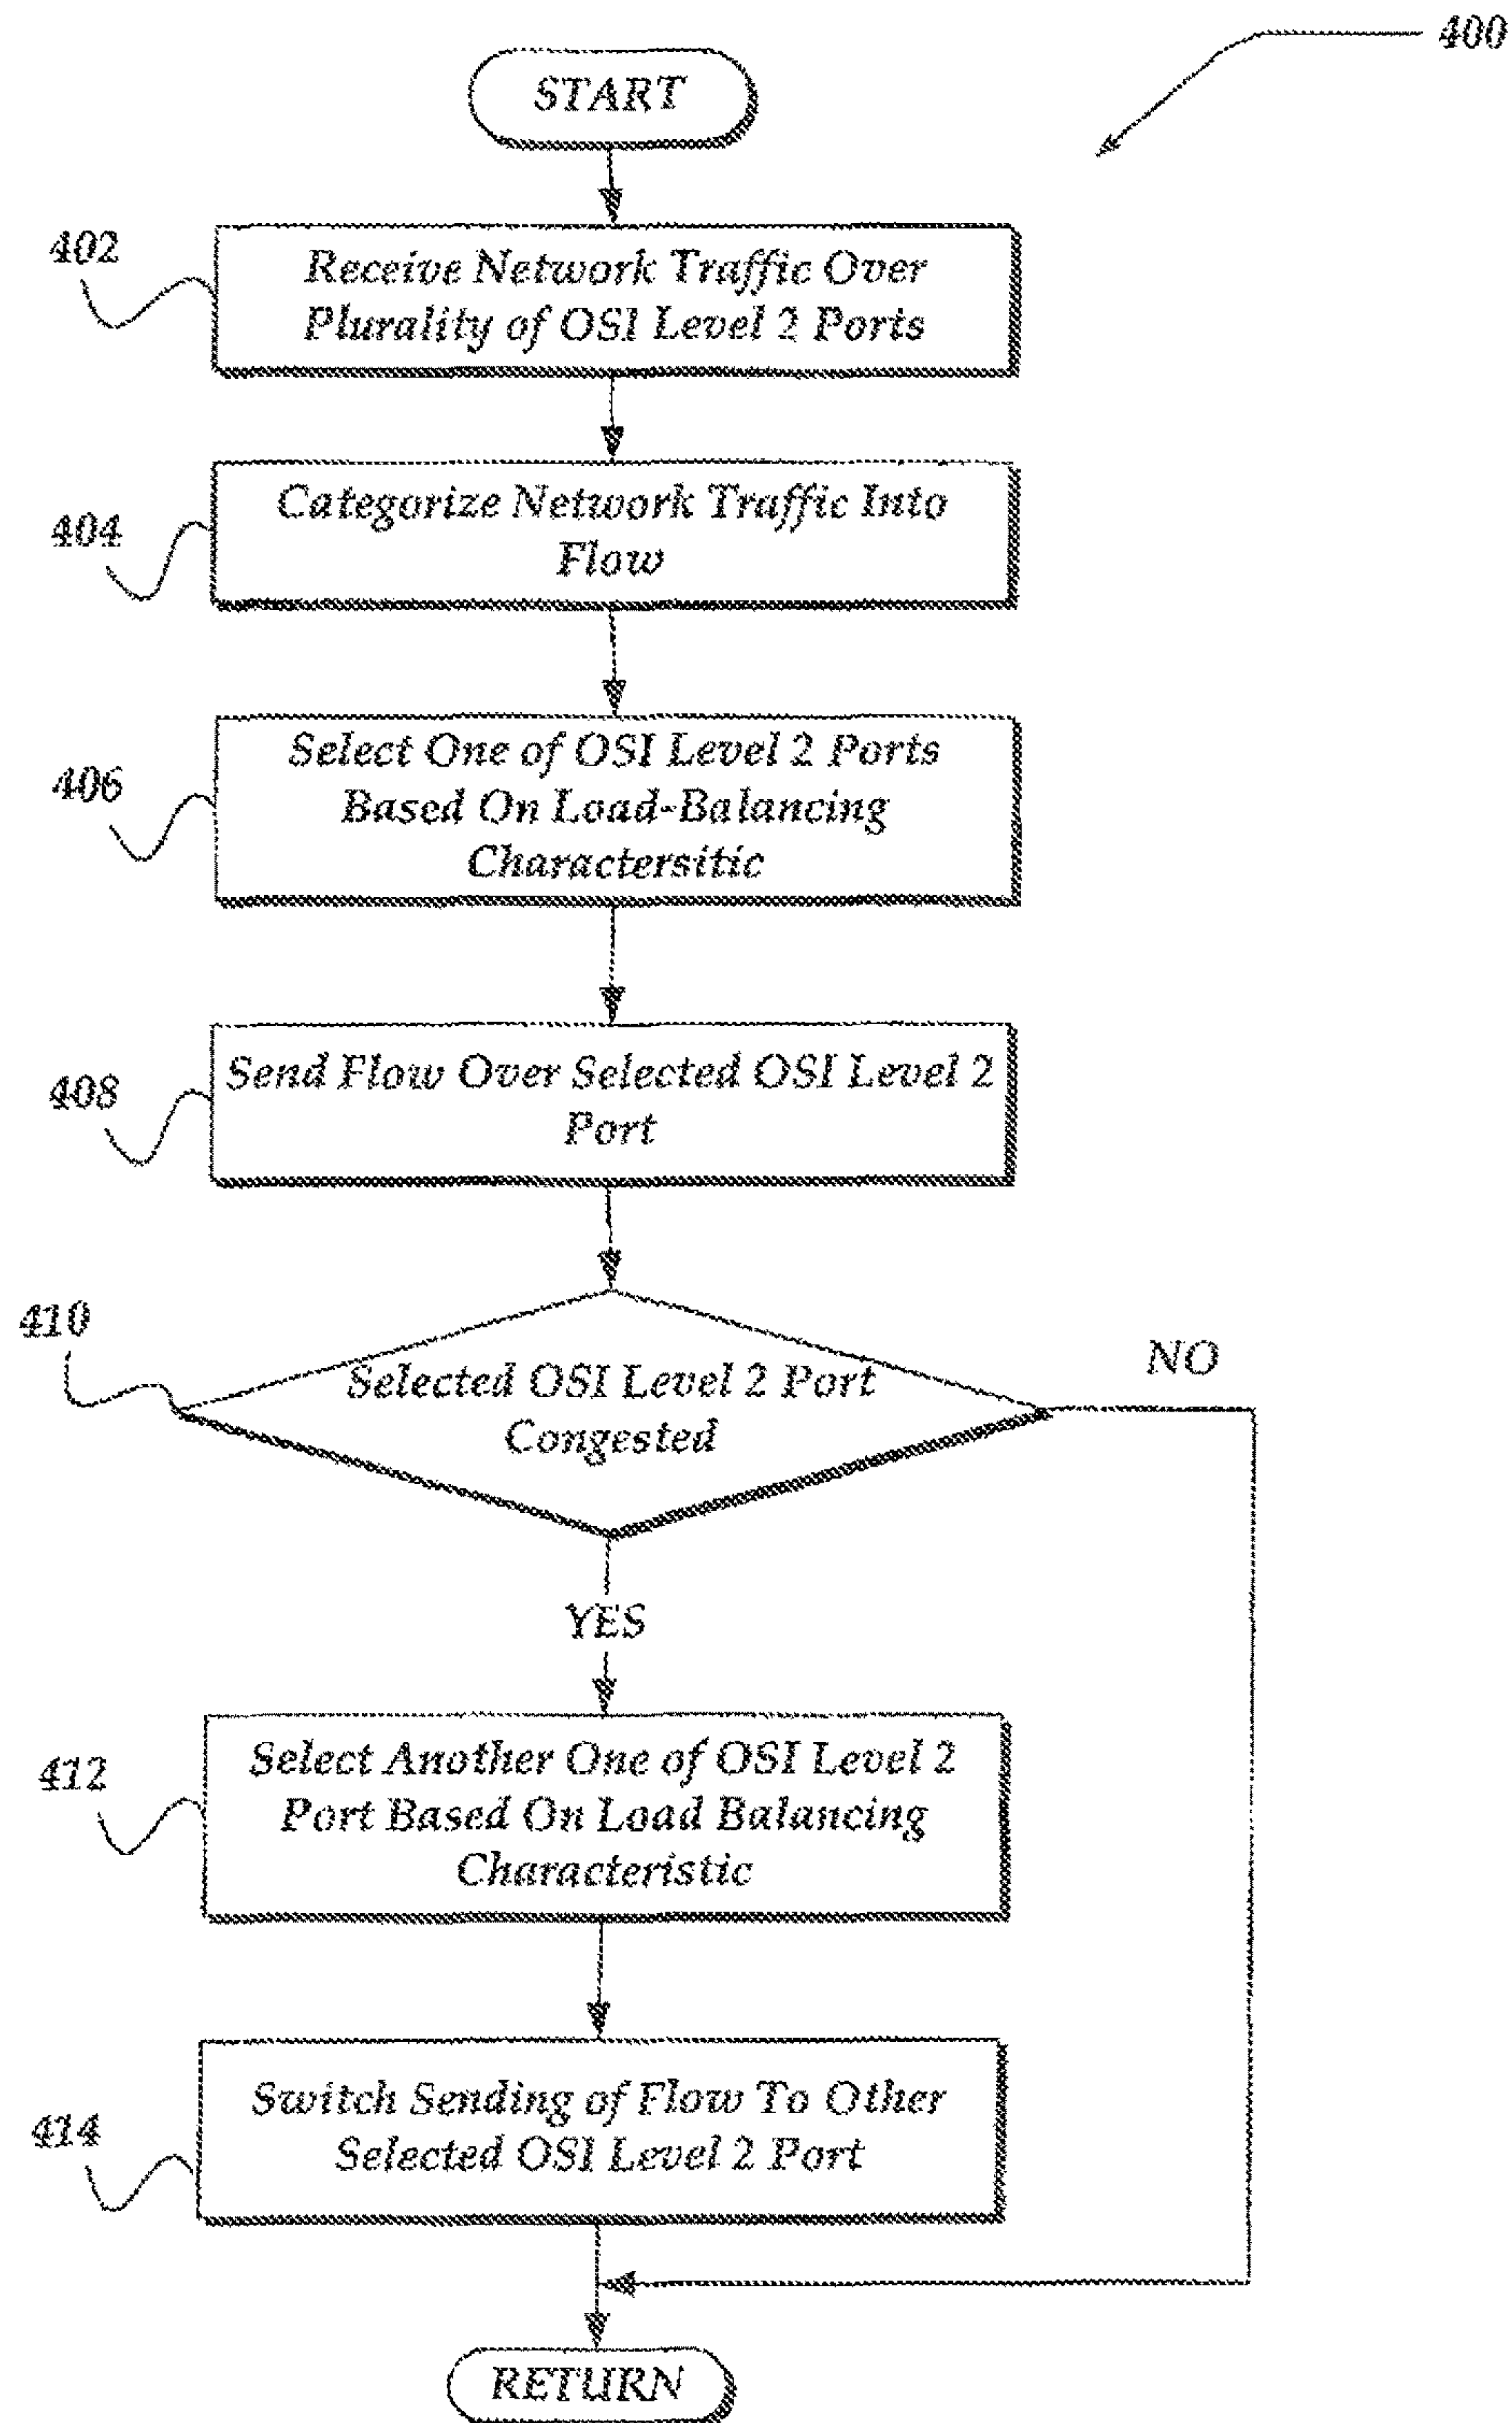 400
START
402
Receive Network Traffic Over
Plurality of OSI Level 2 Ports
404
Categorize Network Traffic Into
Flow
406
Select One of OSI Level 2 Ports
Based On Load-Balancing
Charactersitic
408
Send Flow Over Selected OSI Level 2
Port
410
Selected OSI Level 2 Port
Congested
NO
YES
412
Select Another One of OSI Level 2
Port Based On Load Balancing
Characteristic
414
Switch Sending of Flow To Other
Selected OSI Level 2 Port
RETURN